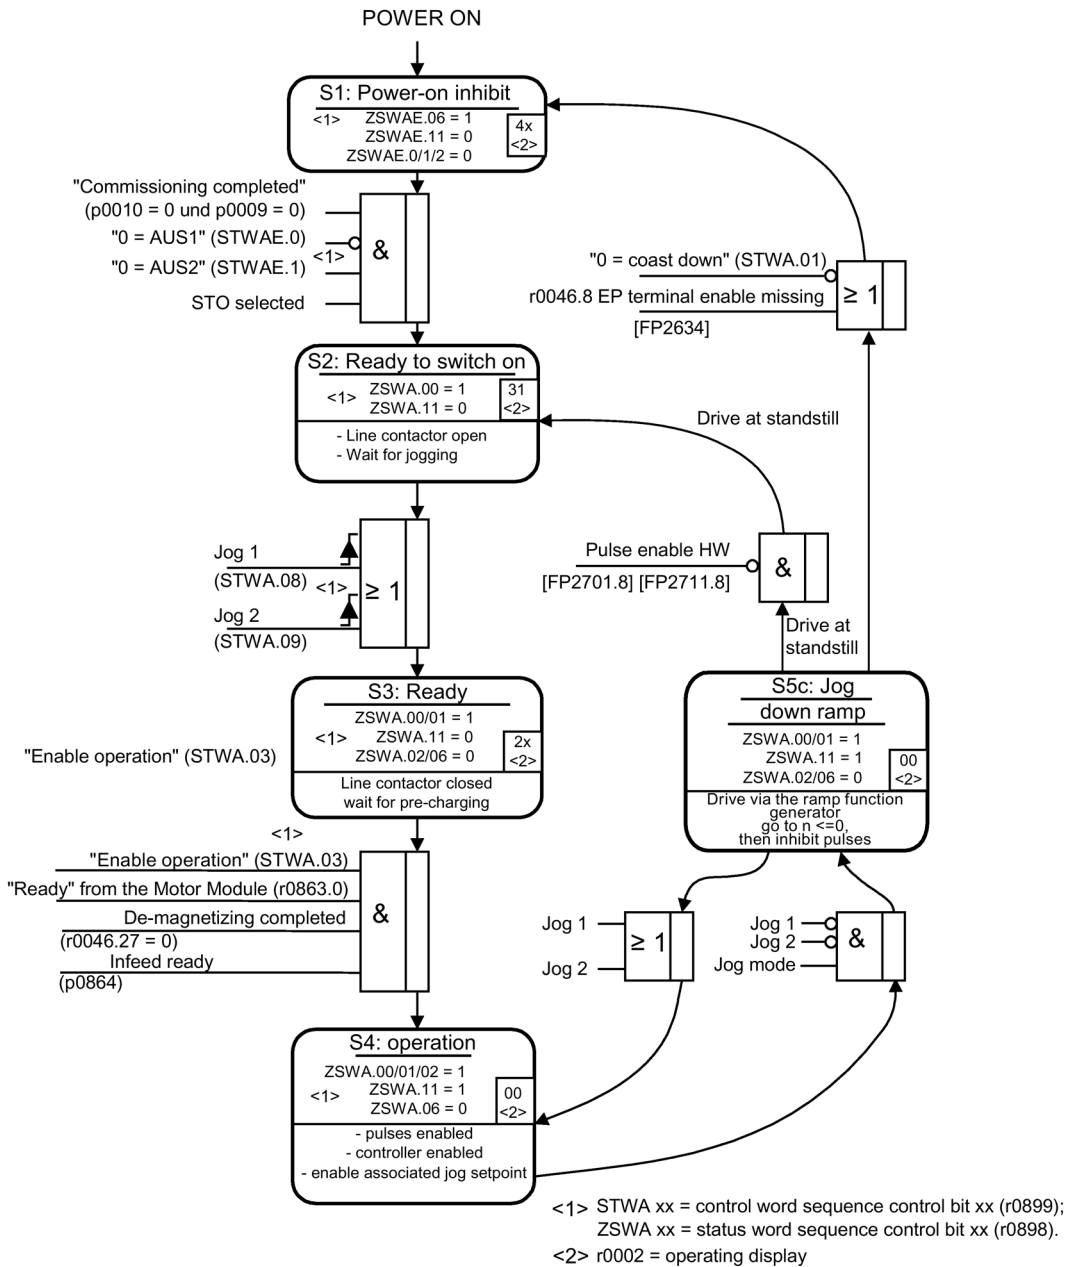 POWER ON
S1: Power-on inhibit
<1> ZSWAE.06 = 1
ZSWAE.11 = 0
ZSWAE.0/1/2 = 0
4x
<2>
"Commissioning completed"
(p0010 = 0 und p0009 = 0)
"0 = AUS1" (STWAE.0)
<1>
"0 = AUS2" (STWAE.1)
STO selected
&
"0 = coast down" (STWA.01)
r0046.8 EP terminal enable missing
[FP2634]
≥ 1
S2: Ready to switch on
<1> ZSWA.00 = 1
ZSWA.11 = 0
31
<2>
- Line contactor open
- Wait for jogging
Drive at standstill
Jog 1
(STWA.08)
<1>
Jog 2
(STWA.09)
≥ 1
Pulse enable HW
[FP2701.8] [FP2711.8]
&
Drive at
standstill
S3: Ready
ZSWA.00/01 = 1
<1> ZSWA.11 = 0
ZSWA.02/06 = 0
2x
<2>
Line contactor closed
wait for pre-charging
"Enable operation" (STWA.03)
S5c: Jog
down ramp
ZSWA.00/01 = 1
ZSWA.11 = 1
ZSWA.02/06 = 0
00
<2>
Drive via the ramp function
generator
go to n <=0,
then inhibit pulses
<1>
"Enable operation" (STWA.03)
"Ready" from the Motor Module (r0863.0)
De-magnetizing completed
(r0046.27 = 0)
Infeed ready
(p0864)
&
Jog 1
Jog 2
≥ 1
Jog 1
Jog 2
Jog mode
&
S4: operation
ZSWA.00/01/02 = 1
<1> ZSWA.11 = 1
ZSWA.06 = 0
00
<2>
- pulses enabled
- controller enabled
- enable associated jog setpoint
<1> STWA xx = control word sequence control bit xx (r0899);
ZSWA xx = status word sequence control bit xx (r0898).
<2> r0002 = operating display